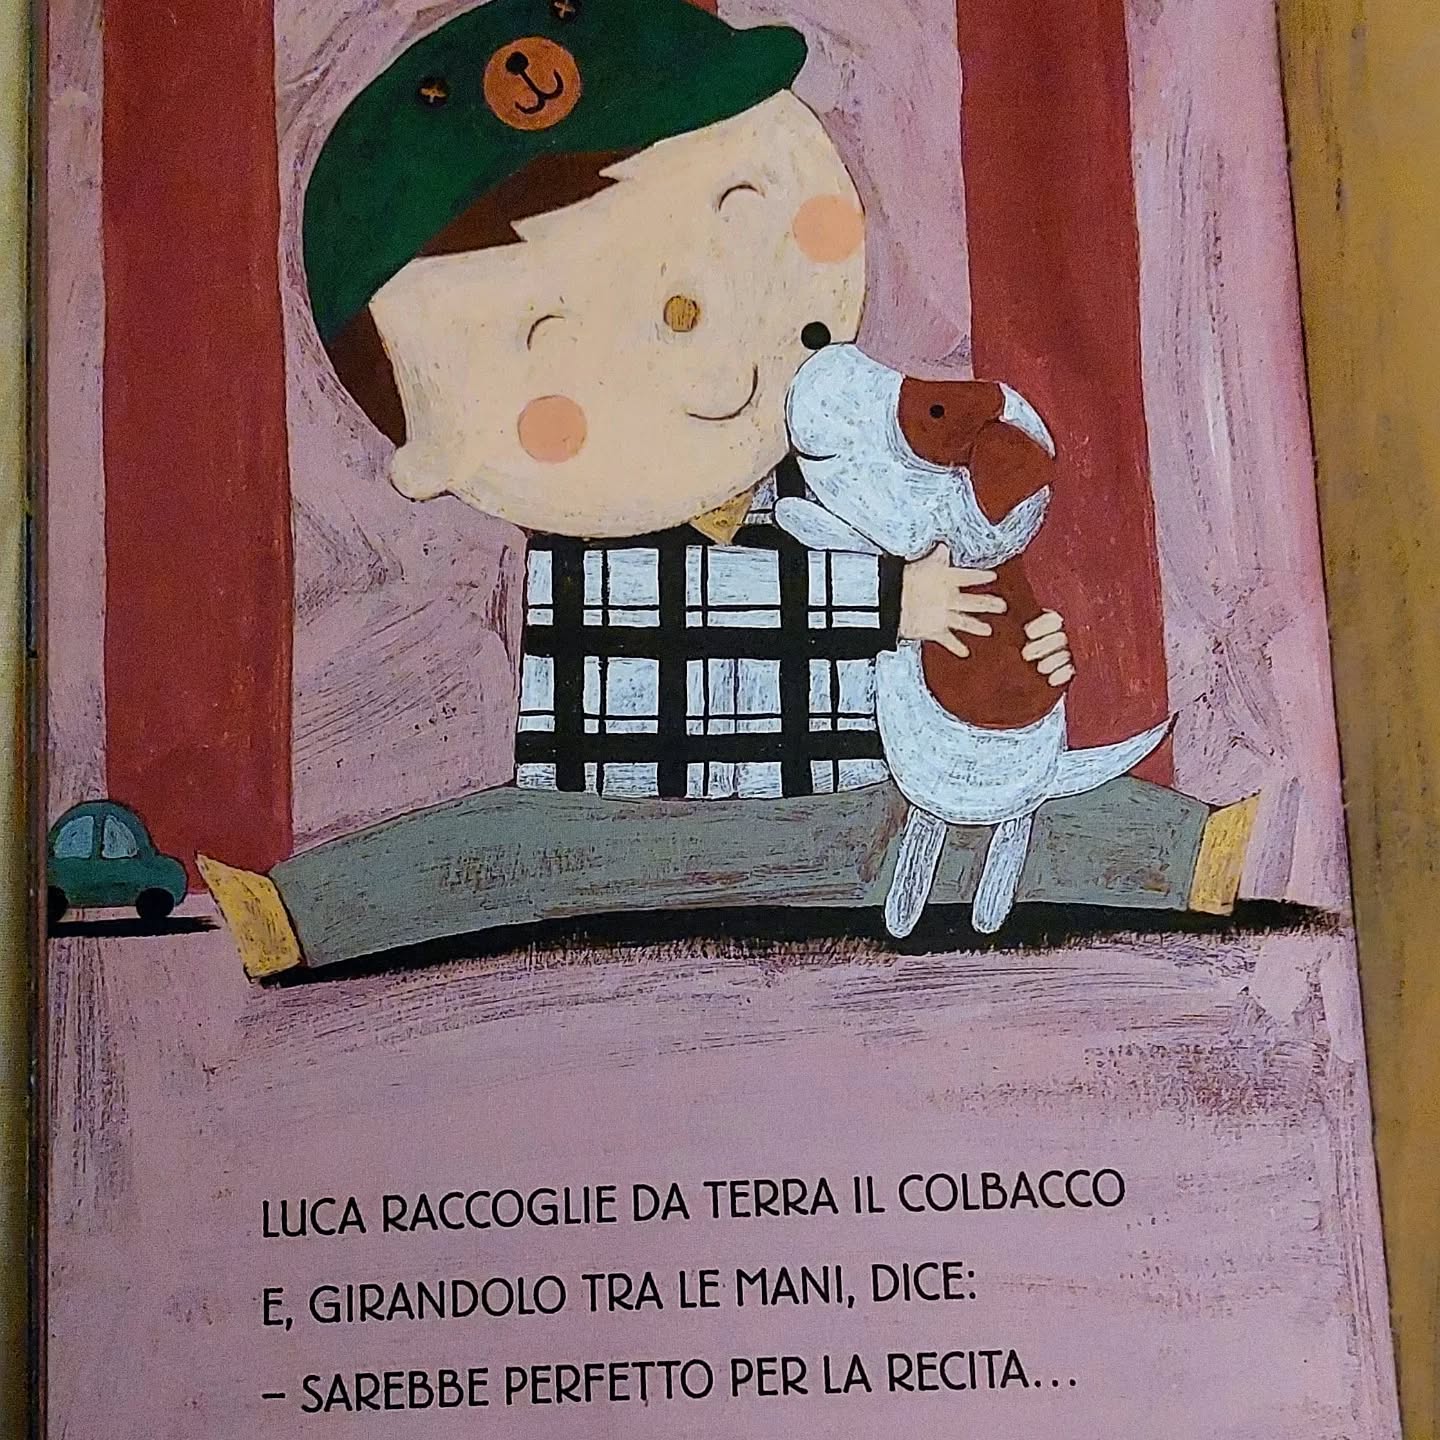 LUCA RACCOGLIE DA TERRA IL COLBACCO
E, GIRANDOLO TRA LE MANI, DICE:
– SAREBBE PERFETTO PER LA RECITA...